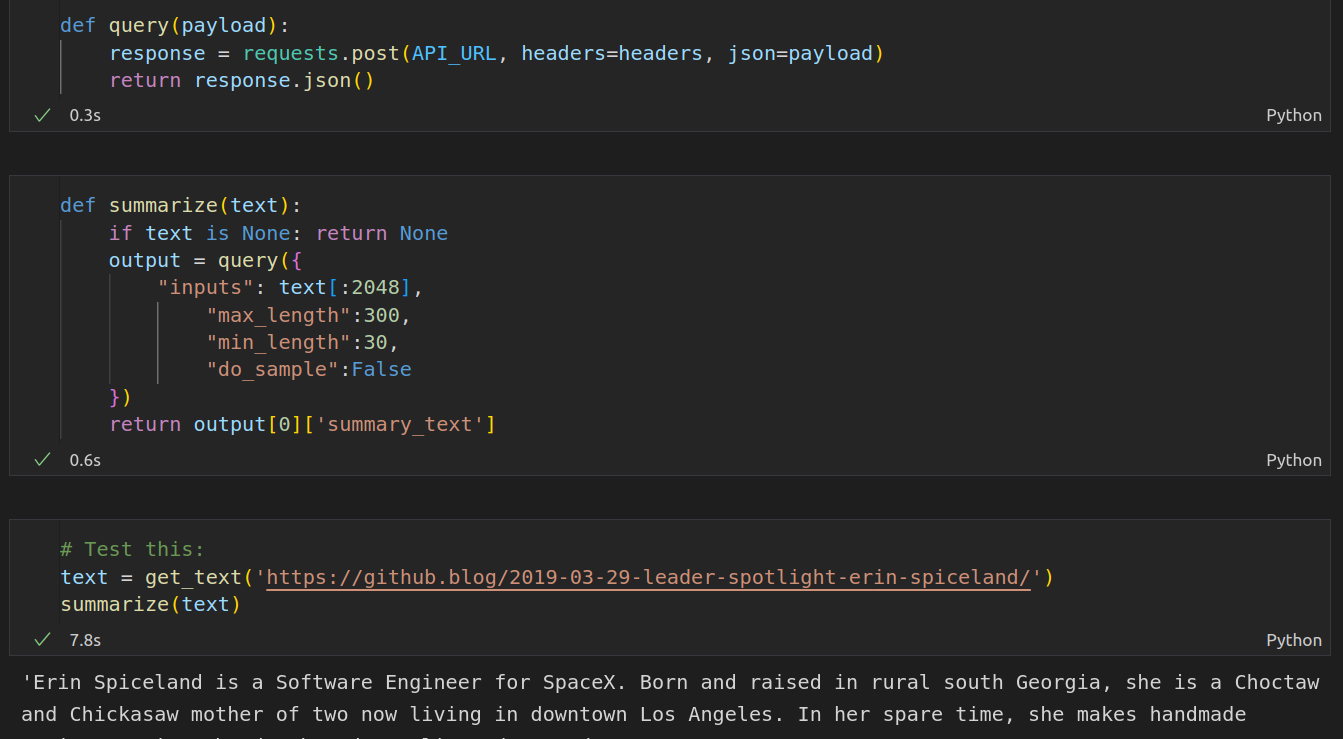 def query(payload):
    response = requests.post(API_URL, headers=headers, json=payload)
    return response.json()
0.3s Python
def summarize(text):
    if text is None: return None
    output = query({
        "inputs": text[:2048],
            "max_length":300,
            "min_length":30,
            "do_sample":False
    })
    return output[0]['summary_text']
0.6s Python
# Test this:
text = get_text('https://github.blog/2019-03-29-leader-spotlight-erin-spiceland/')
summarize(text)
7.8s Python
'Erin Spiceland is a Software Engineer for SpaceX. Born and raised in rural south Georgia, she is a Choctaw
and Chickasaw mother of two now living in downtown Los Angeles. In her spare time, she makes handmade